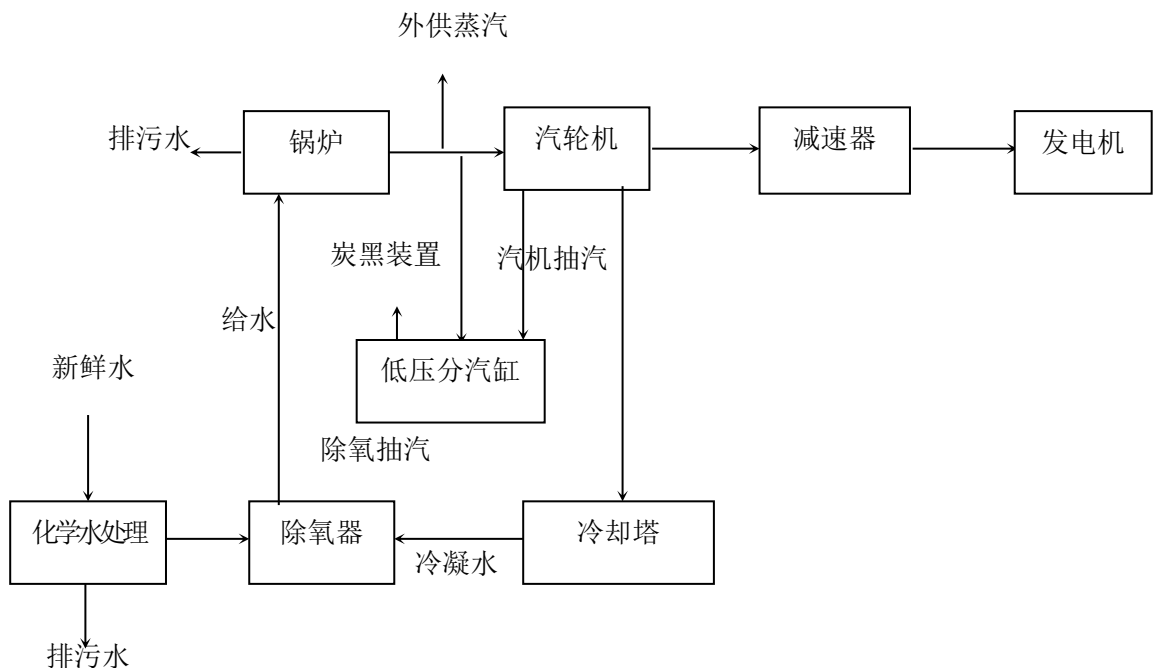 外供蒸汽
排污水
锅炉
汽轮机
减速器
发电机
炭黑装置
汽机抽汽
给水
新鲜水
低压分汽缸
除氧抽汽
化学水处理
除氧器
冷却塔
冷凝水
排污水